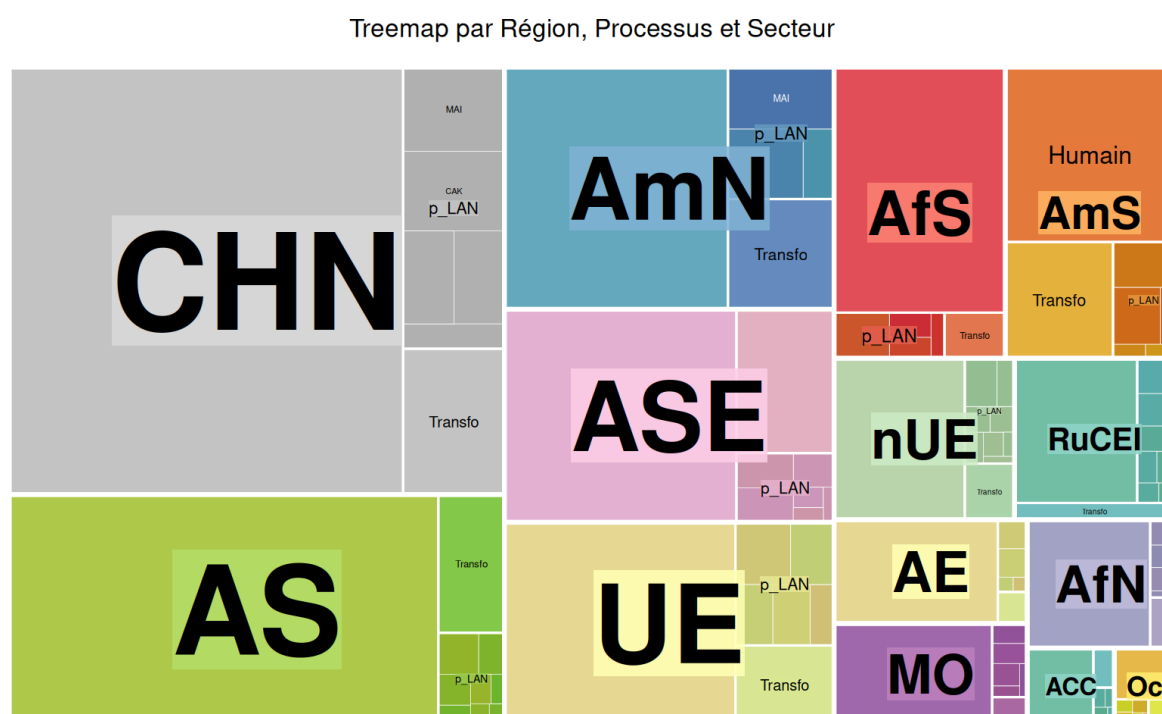 Treemap par Région, Processus et Secteur
CHN
MAI
CAK
p_LAN
Transfo
AS
Transfo
p_LAN
AmN
MAI
p_LAN
Transfo
ASE
p_LAN
UE
p_LAN
Transfo
AfS
p_LAN
Transfo
Humain
AmS
Transfo
p_LAN
nUE
p_LAN
Transfo
RuCEI
Transfo
AE
AfN
MO
ACC
Oc